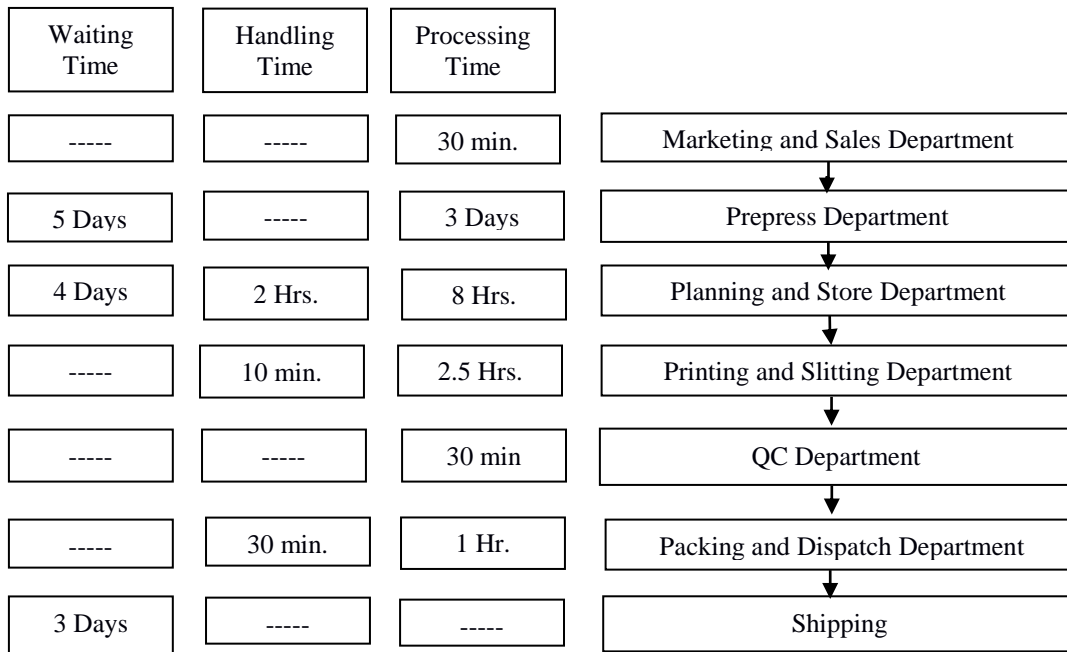 Waiting
Time
Handling
Time
Processing
Time
-----
-----
30 min.
Marketing and Sales Department
5 Days
-----
3 Days
Prepress Department
4 Days
2 Hrs.
8 Hrs.
Planning and Store Department
-----
10 min.
2.5 Hrs.
Printing and Slitting Department
-----
-----
30 min
QC Department
-----
30 min.
1 Hr.
Packing and Dispatch Department
3 Days
-----
-----
Shipping